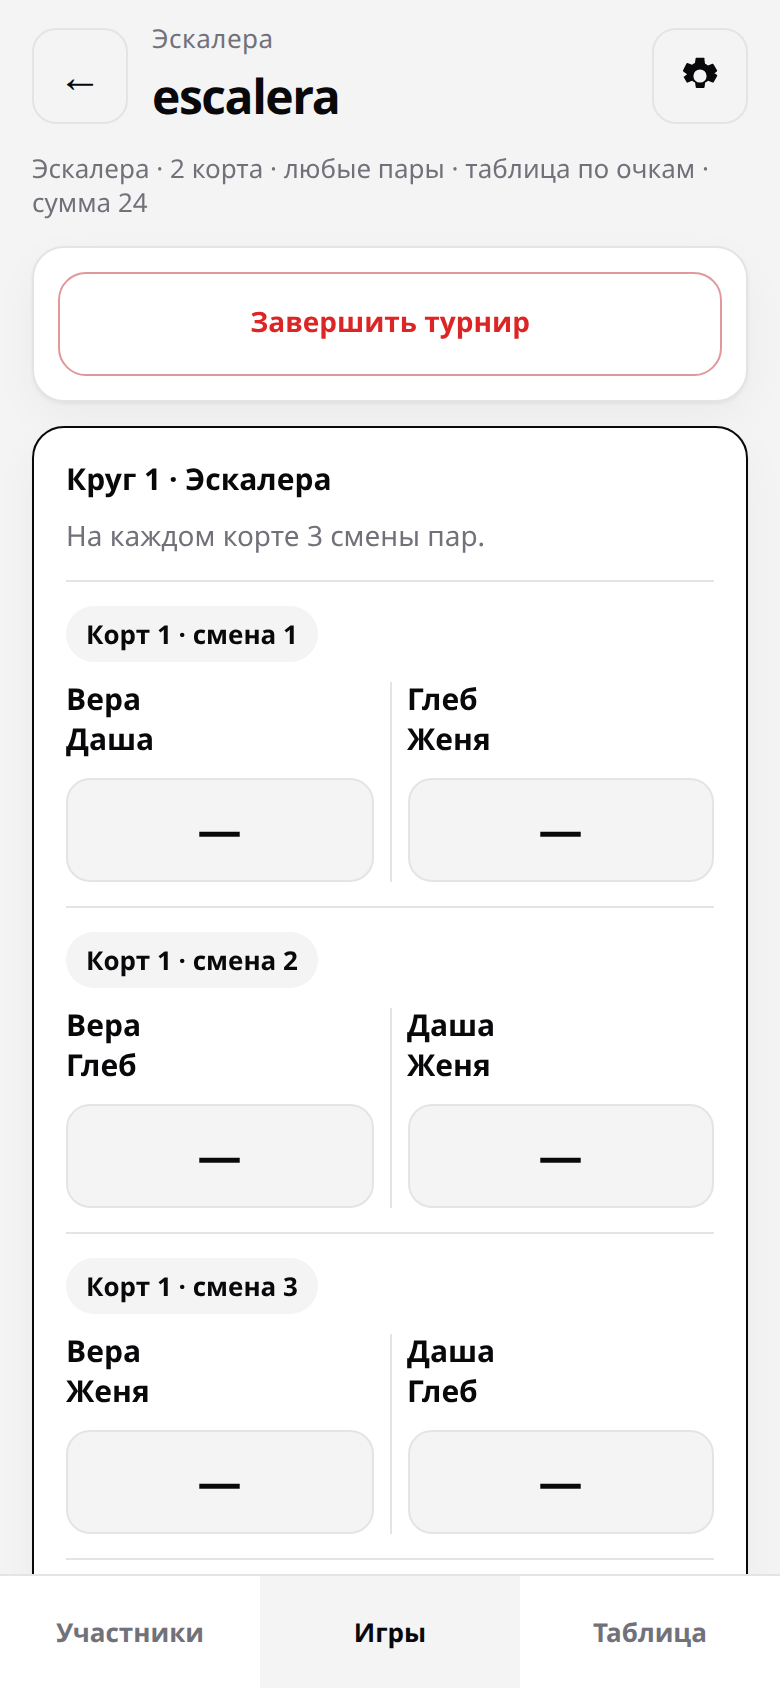 ←
Эскалера
escalera
Эскалера · 2 корта · любые пары · таблица по очкам ·
сумма 24
Завершить турнир
Круг 1 · Эскалера
На каждом корте 3 смены пар.
Корт 1 · смена 1
Вера
Даша
Глеб
Женя
—
—
Корт 1 · смена 2
Вера
Глеб
Даша
Женя
—
—
Корт 1 · смена 3
Вера
Женя
Даша
Глеб
—
—
Участники
Игры
Таблица